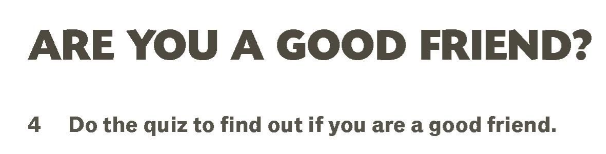 ARE YOU A GOOD FRIEND?
4 Do the quiz to find out if you are a good friend.